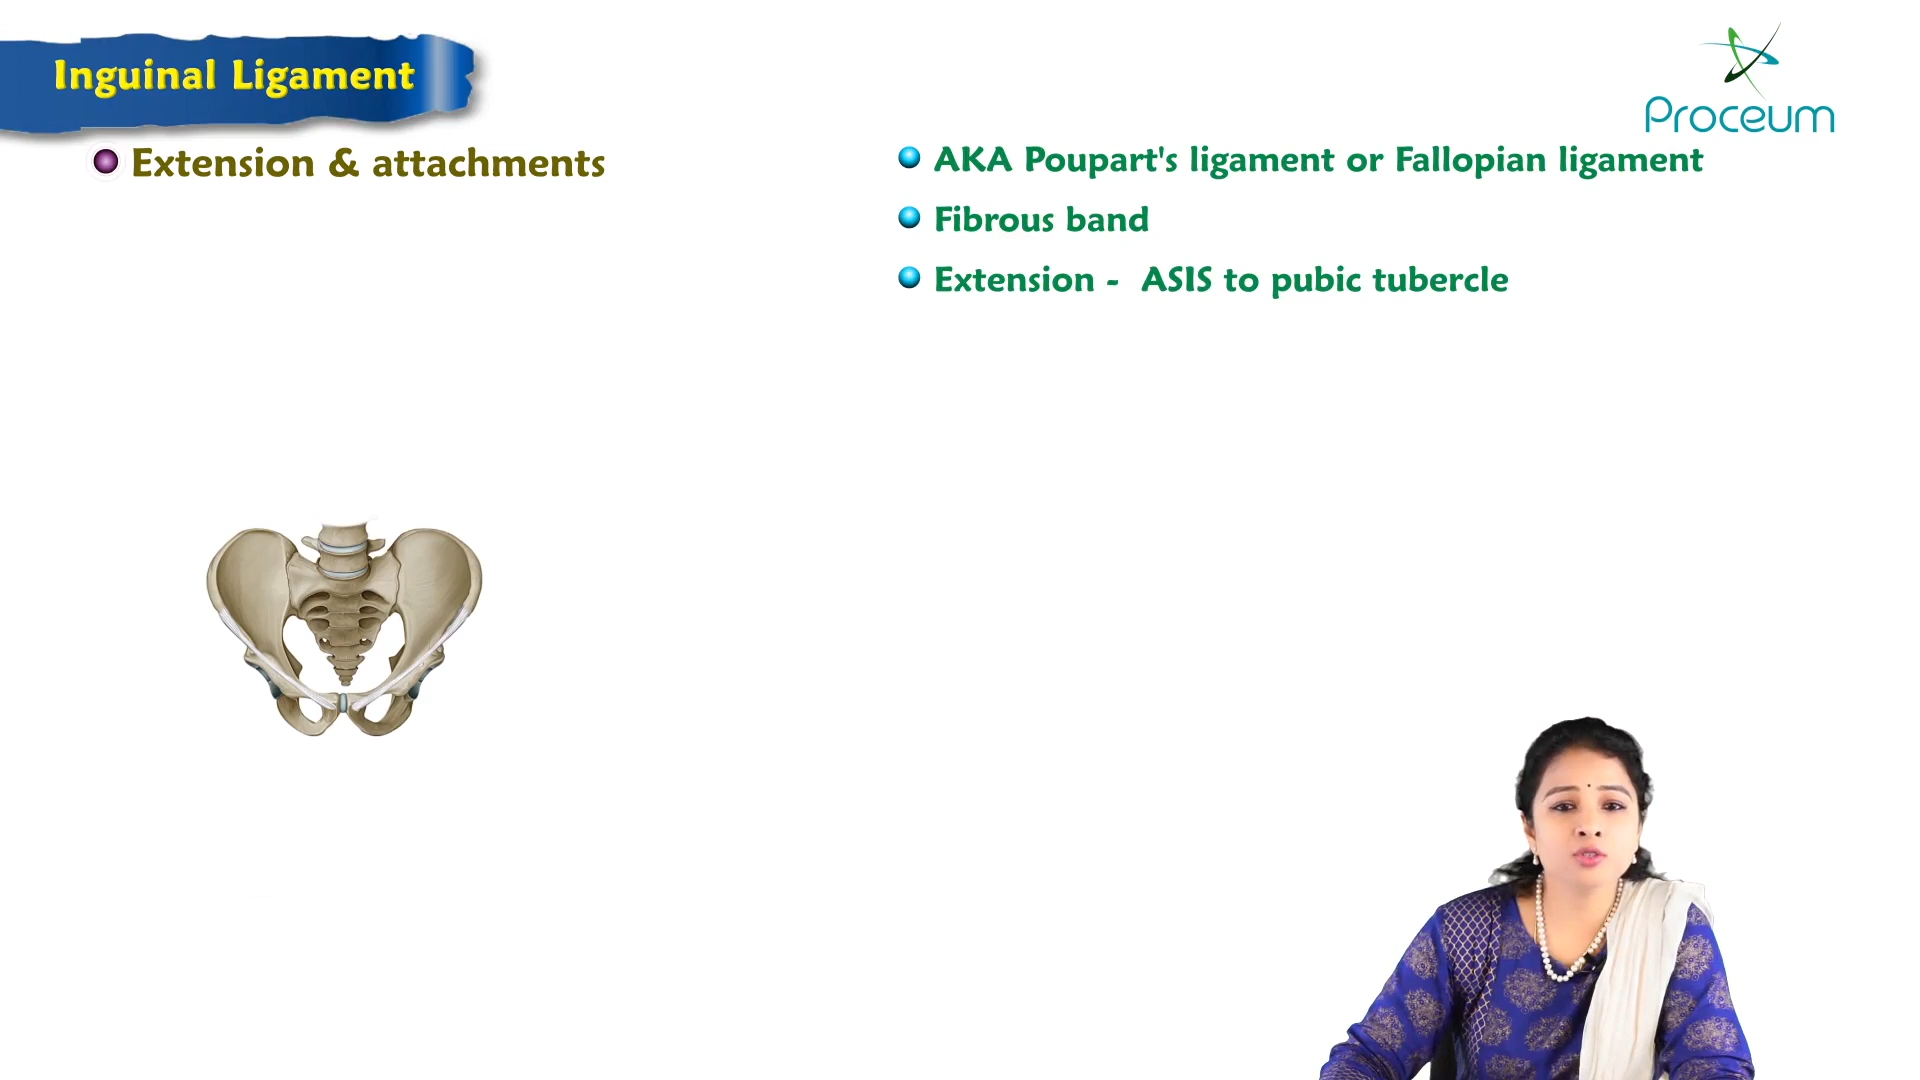 Inguinal Ligament
Proceum
Extension & attachments
AKA Poupart's ligament or Fallopian ligament
Fibrous band
Extension - ASIS to pubic tubercle